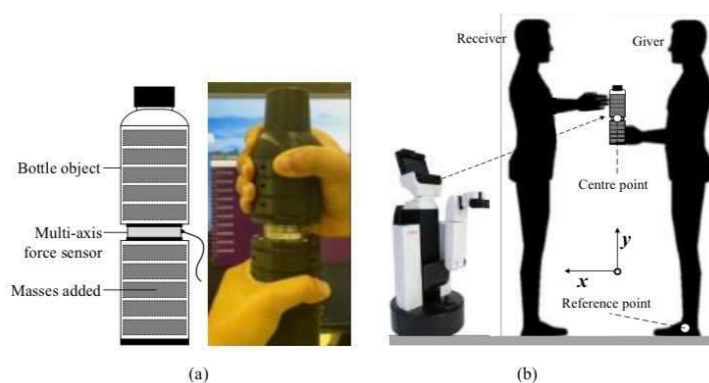 Bottle object
Multi-axis
force sensor
Masses added
(a)
Receiver
Giver
Centre point
y
x
Reference point
(b)